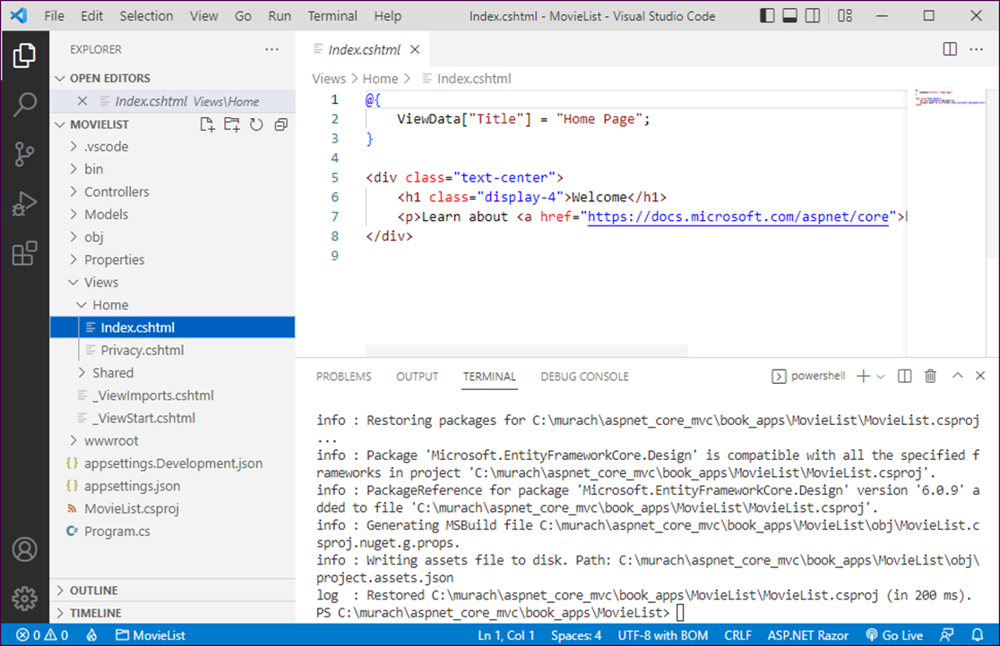 File Edit Selection View Go Run Terminal Help Index.cshtml - MovieList - Visual Studio Code
EXPLORER
OPEN EDITORS
Index.cshtml Views\Home
MOVIELIST
.vscode
bin
Controllers
Models
obj
Properties
Views
Home
Index.cshtml
Privacy.cshtml
Shared
_ViewImports.cshtml
_ViewStart.cshtml
wwwroot
{} appsettings.Development.json
{} appsettings.json
MovieList.csproj
C# Program.cs
OUTLINE
TIMELINE
Index.cshtml
Views > Home > Index.cshtml
1 @{
2 ViewData["Title"] = "Home Page";
3 }
4
5 <div class="text-center">
6 <h1 class="display-4">Welcome</h1>
7 <p>Learn about <a href="https://docs.microsoft.com/aspnet/core">
8 </div>
9
PROBLEMS OUTPUT TERMINAL DEBUG CONSOLE powershell
info : Restoring packages for C:\murach\aspnet_core_mvc\book_apps\MovieList\MovieList.csproj
...
info : Package 'Microsoft.EntityFrameworkCore.Design' is compatible with all the specified f
rameworks in project 'C:\murach\aspnet_core_mvc\book_apps\MovieList\MovieList.csproj'.
info : PackageReference for package 'Microsoft.EntityFrameworkCore.Design' version '6.0.9' a
dded to file 'C:\murach\aspnet_core_mvc\book_apps\MovieList\MovieList.csproj'.
info : Generating MSBuild file C:\murach\aspnet_core_mvc\book_apps\MovieList\obj\MovieList.c
sproj.nuget.g.props.
info : Writing assets file to disk. Path: C:\murach\aspnet_core_mvc\book_apps\MovieList\obj\
project.assets.json
log : Restored C:\murach\aspnet_core_mvc\book_apps\MovieList\MovieList.csproj (in 200 ms).
PS C:\murach\aspnet_core_mvc\book_apps\MovieList>
0 0 MovieList Ln 1, Col 1 Spaces: 4 UTF-8 with BOM CRLF ASP.NET Razor Go Live